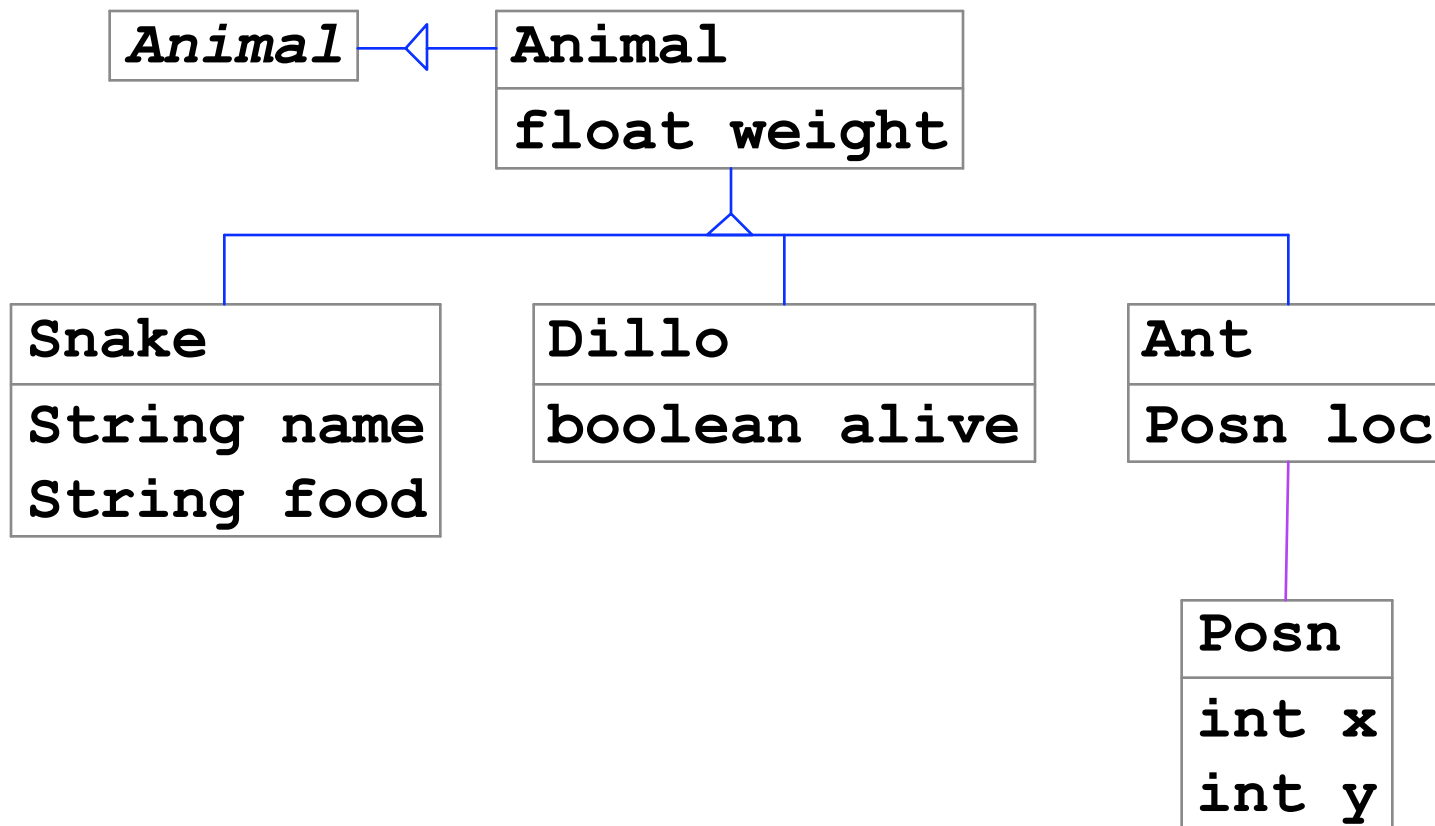 Animal
Animal
float weight
Snake
String name
String food
Dillo
boolean alive
Ant
Posn loc
Posn
int x
int y